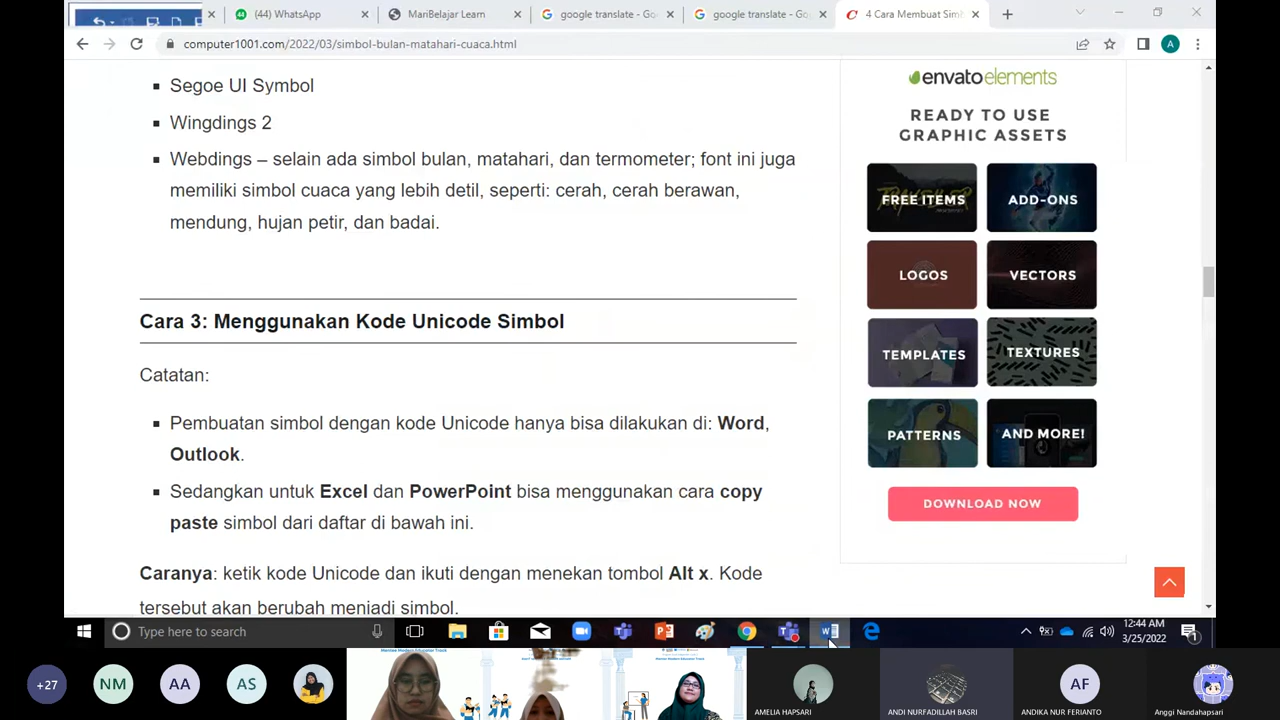 (44) WhatsApp
MariBelajar Learn
google translate - Go
google translate - Go
4 Cara Membuat Sim
computer1001.com/2022/03/simbol-bulan-matahari-cuaca.html
A
Segoe UI Symbol
Wingdings 2
Webdings – selain ada simbol bulan, matahari, dan termometer; font ini juga
memiliki simbol cuaca yang lebih detil, seperti: cerah, cerah berawan,
mendung, hujan petir, dan badai.
Cara 3: Menggunakan Kode Unicode Simbol
Catatan:
Pembuatan simbol dengan kode Unicode hanya bisa dilakukan di: Word,
Outlook.
Sedangkan untuk Excel dan PowerPoint bisa menggunakan cara copy
paste simbol dari daftar di bawah ini.
Caranya: ketik kode Unicode dan ikuti dengan menekan tombol Alt x. Kode
tersebut akan berubah menjadi simbol.
envato elements
READY TO USE
GRAPHIC ASSETS
FREE ITEMS
ADD-ONS
LOGOS
VECTORS
TEMPLATES
TEXTURES
PATTERNS
AND MORE!
DOWNLOAD NOW
Type here to search
12:44 AM
3/25/2022
1
+27
NM
AA
AS
AMELIA HAPSARI
ANDI NURFADILLAH BASRI
AF
ANDIKA NUR FERIANTO
Anggi Nandahapsari